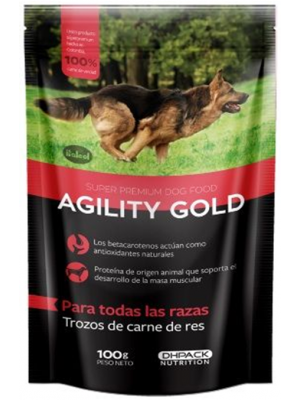 100%
SUPER PREMIUM DOG FOOD
AGILITY GOLD
Los betacarotenos actúan como
antioxidantes naturales
Proteína de origen animal que soporta el
desarrollo de la masa muscular
Para todas las razas
Trozos de carne de res
100g
PESO NETO
DHPACK
NUTRITION